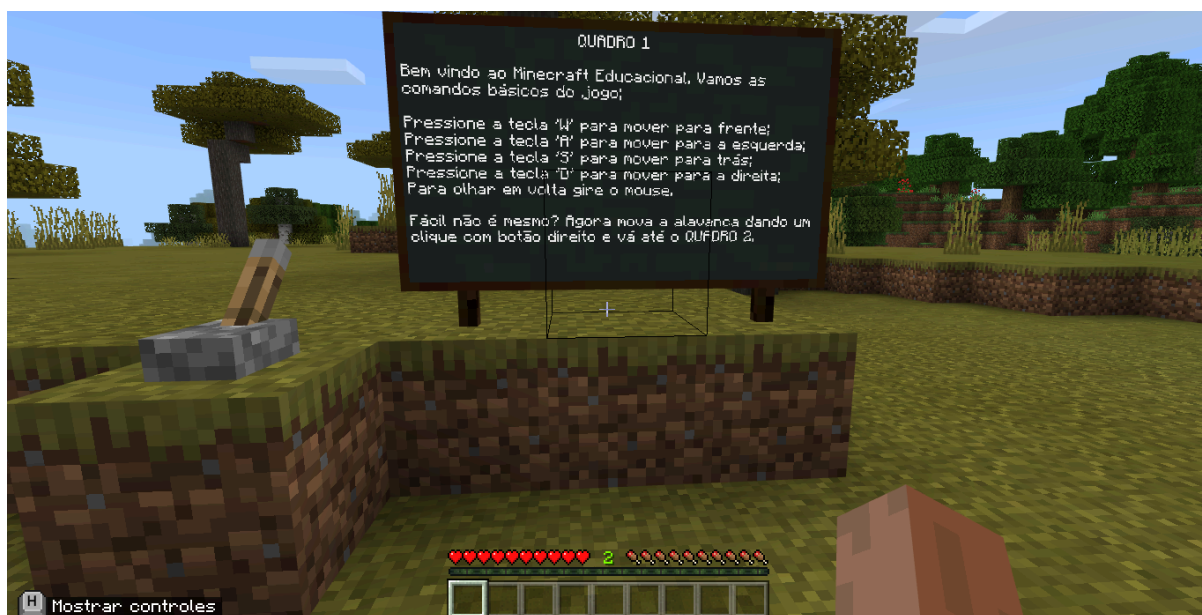 QUADRO 1
Bem vindo ao Minecraft Educacional. Vamos as
comandos básicos do jogo;
Pressione a tecla 'W' para mover para frente;
Pressione a tecla 'A' para mover para a esquerda;
Pressione a tecla 'S' para mover para trás;
Pressione a tecla 'D' para mover para a direita;
Para olhar em volta gire o mouse.
Fácil não é mesmo? Agora mova a alavanca dando um
clique com botão direito e vá até o QUADRO 2.
2
H Mostrar controles